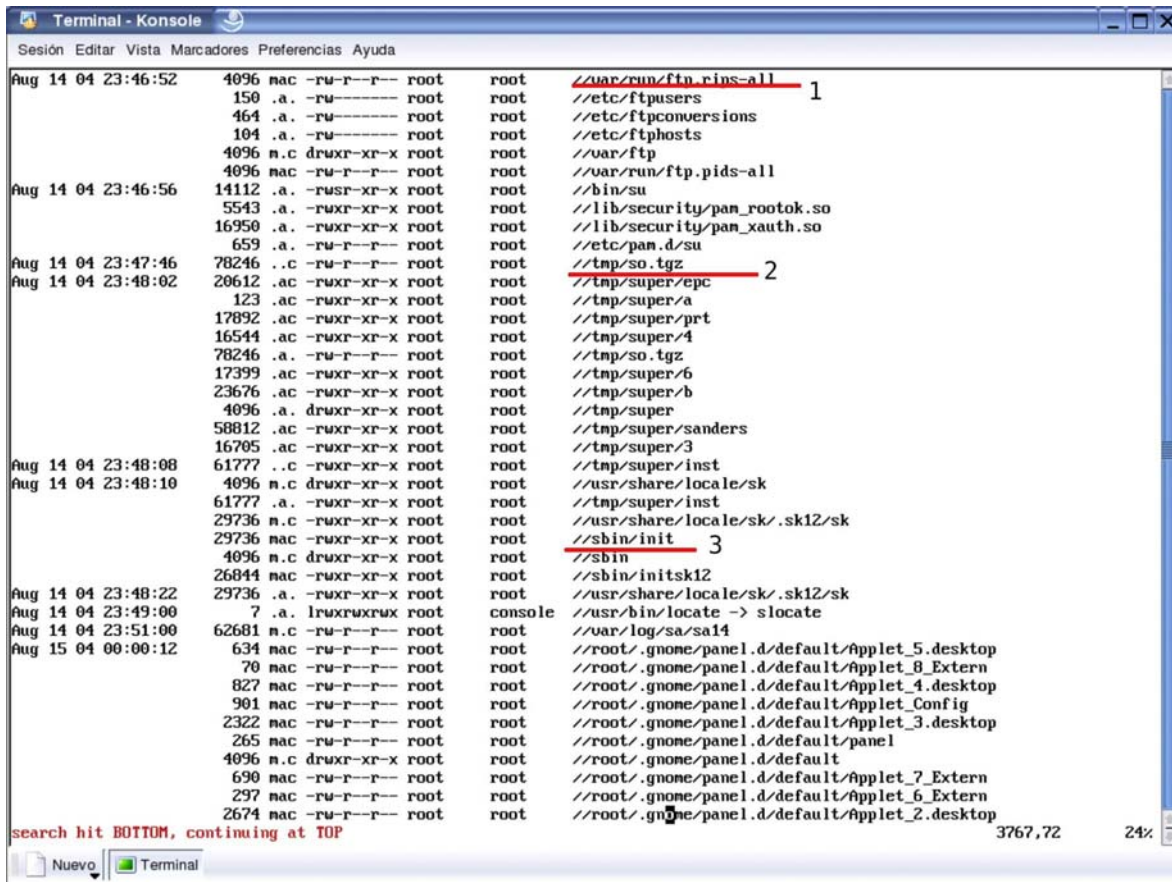 Terminal - Konsole
Sesión Editar Vista Marcadores Preferencias Ayuda
Aug 14 04 23:46:52 4096 mac -rw-r--r-- root root //var/run/ftp.rips-all 1
150 .a. -rw------- root root //etc/ftpusers
464 .a. -rw------- root root //etc/ftpconversions
104 .a. -rw------- root root //etc/ftphosts
4096 m.c drwxr-xr-x root root //var/ftp
4096 mac -rw-r--r-- root root //var/run/ftp.pids-all
Aug 14 04 23:46:56 14112 .a. -rwsr-xr-x root root //bin/su
5543 .a. -rwxr-xr-x root root //lib/security/pam_rootok.so
16950 .a. -rwxr-xr-x root root //lib/security/pam_xauth.so
659 .a. -rw-r--r-- root root //etc/pam.d/su
Aug 14 04 23:47:46 78246 ..c -rw-r--r-- root root //tmp/so.tgz 2
Aug 14 04 23:48:02 20612 .ac -rwxr-xr-x root root //tmp/super/epc
123 .ac -rwxr-xr-x root root //tmp/super/a
17892 .ac -rwxr-xr-x root root //tmp/super/prt
16544 .ac -rwxr-xr-x root root //tmp/super/4
78246 .a. -rw-r--r-- root root //tmp/so.tgz
17399 .ac -rwxr-xr-x root root //tmp/super/6
23676 .ac -rwxr-xr-x root root //tmp/super/b
4096 .a. drwxr-xr-x root root //tmp/super
58812 .ac -rwxr-xr-x root root //tmp/super/sanders
16705 .ac -rwxr-xr-x root root //tmp/super/3
Aug 14 04 23:48:08 61777 ..c -rwxr-xr-x root root //tmp/super/inst
Aug 14 04 23:48:10 4096 m.c drwxr-xr-x root root //usr/share/locale/sk
61777 .a. -rwxr-xr-x root root //tmp/super/inst
29736 m.c -rwxr-xr-x root root //usr/share/locale/sk/.sk12/sk
29736 mac -rwxr-xr-x root root //sbin/init 3
4096 m.c drwxr-xr-x root root //sbin
26844 mac -rwxr-xr-x root root //sbin/initsk12
Aug 14 04 23:48:22 29736 .a. -rwxr-xr-x root root //usr/share/locale/sk/.sk12/sk
Aug 14 04 23:49:00 7 .a. lrwxrwxrwx root console //usr/bin/locate -> slocate
Aug 14 04 23:51:00 62681 m.c -rw-r--r-- root root //var/log/sa/sa14
Aug 15 04 00:00:12 634 mac -rw-r--r-- root root //root/.gnome/panel.d/default/Applet_5.desktop
70 mac -rw-r--r-- root root //root/.gnome/panel.d/default/Applet_8_Extern
827 mac -rw-r--r-- root root //root/.gnome/panel.d/default/Applet_4.desktop
901 mac -rw-r--r-- root root //root/.gnome/panel.d/default/Applet_Config
2322 mac -rw-r--r-- root root //root/.gnome/panel.d/default/Applet_3.desktop
265 mac -rw-r--r-- root root //root/.gnome/panel.d/default/panel
4096 m.c drwxr-xr-x root root //root/.gnome/panel.d/default
690 mac -rw-r--r-- root root //root/.gnome/panel.d/default/Applet_7_Extern
297 mac -rw-r--r-- root root //root/.gnome/panel.d/default/Applet_6_Extern
2674 mac -rw-r--r-- root root //root/.gnome/panel.d/default/Applet_2.desktop
search hit BOTTOM, continuing at TOP 3767,72 24%
Nuevo Terminal